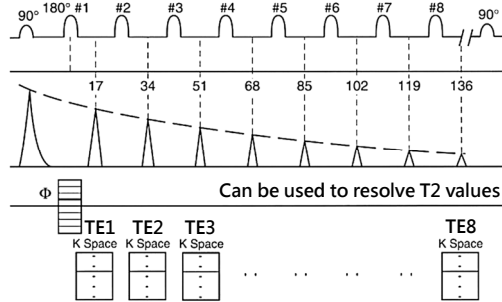 90° 180° #1 #2 #3 #4 #5 #6 #7 #8 90°
17 34 51 68 85 102 119 136
Φ Can be used to resolve T2 values
TE1 TE2 TE3 TE8
K Space K Space K Space K Space